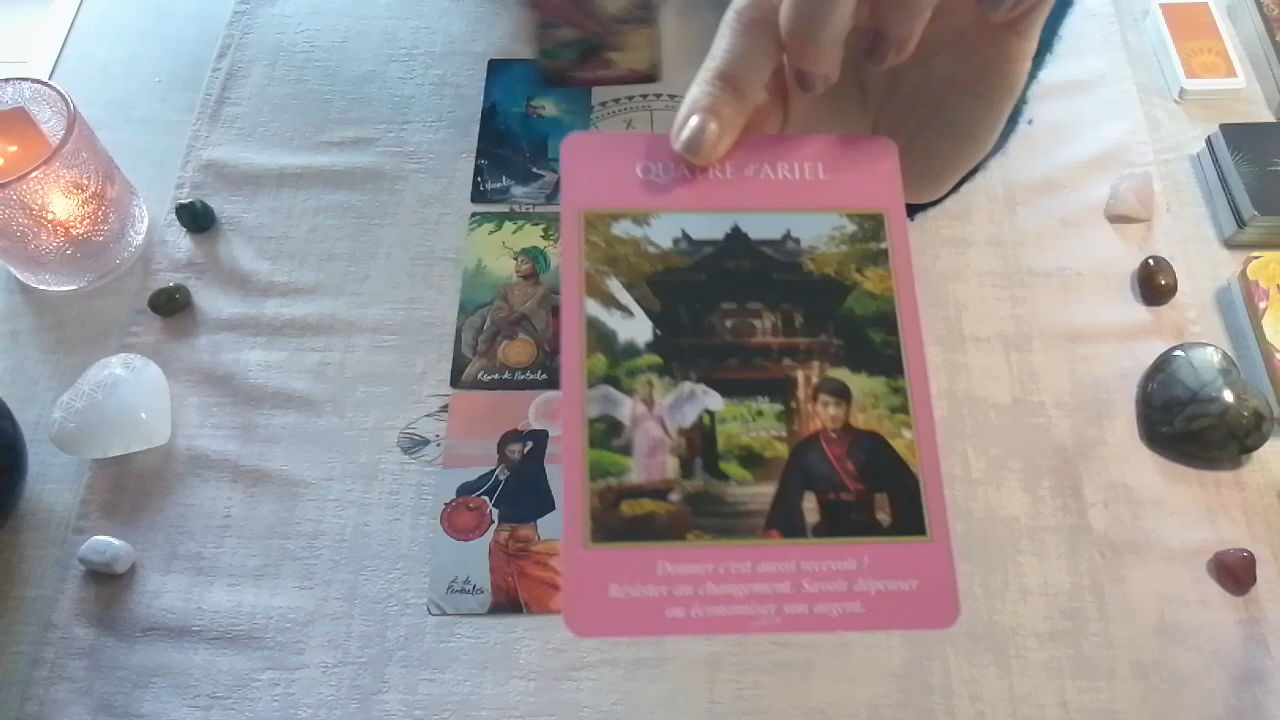 QUATRE d'ARIEL
Donner c'est aussi recevoir !
Résister au changement. Savoir dépenser
ou économiser son argent.
Reine de Pentacles
2 de
Pentacles
X